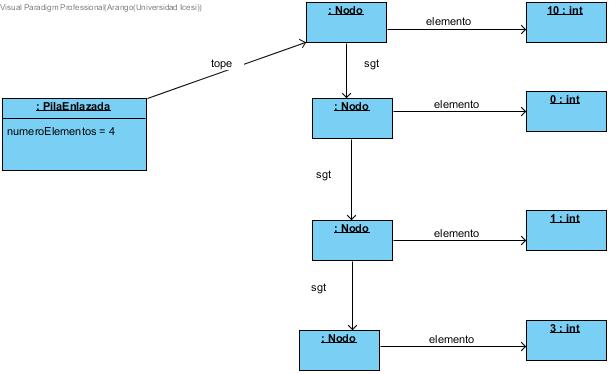 Visual Paradigm Professional(Arango(Universidad Icesi))
: Nodo
elemento
10 : int
tope
sgt
: PilaEnlazada
numeroElementos = 4
: Nodo
elemento
0 : int
sgt
: Nodo
elemento
1 : int
sgt
: Nodo
elemento
3 : int